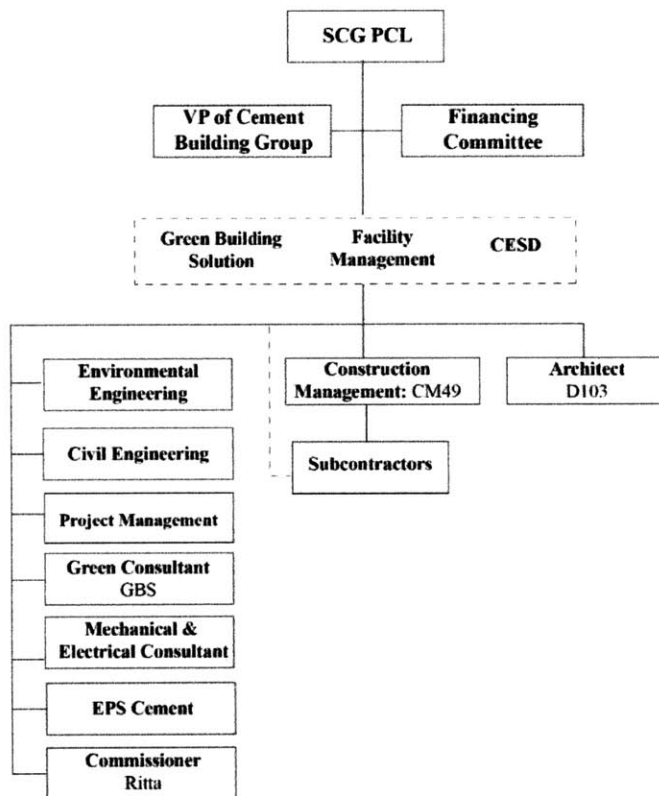 SCG PCL
VP of Cement
Building Group
Financing
Committee
Green Building
Solution
Facility
Management
CESD
Environmental
Engineering
Construction
Management: CM49
Architect
D103
Civil Engineering
Subcontractors
Project Management
Green Consultant
GBS
Mechanical &
Electrical Consultant
EPS Cement
Commissioner
Ritta